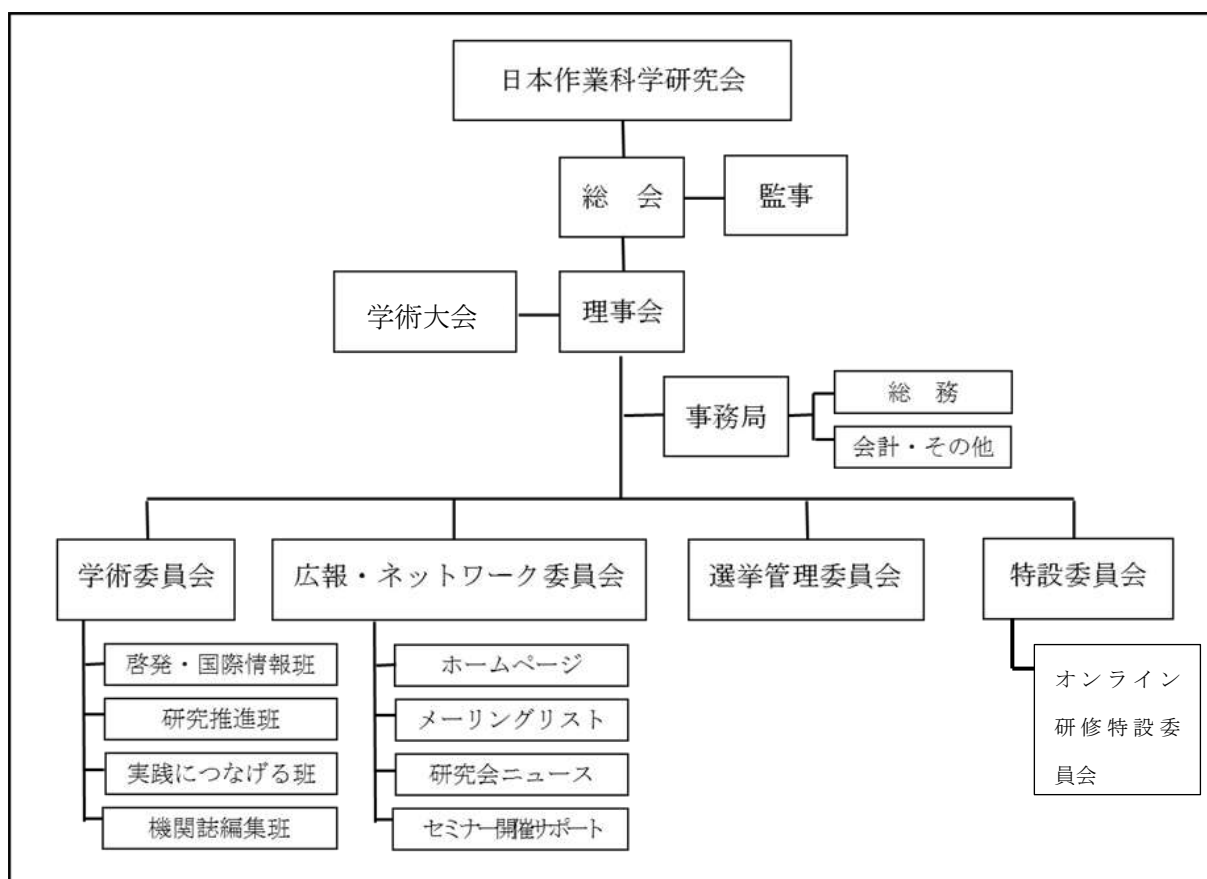 日本作業科学研究会
総　会
監事
学術大会
理事会
事務局
総　務
会計・その他
学術委員会
広報・ネットワーク委員会
選挙管理委員会
特設委員会
啓発・国際情報班
研究推進班
実践につなげる班
機関誌編集班
ホームページ
メーリングリスト
研究会ニュース
セミナー開催サポート
オンライン
研修特設委
員会